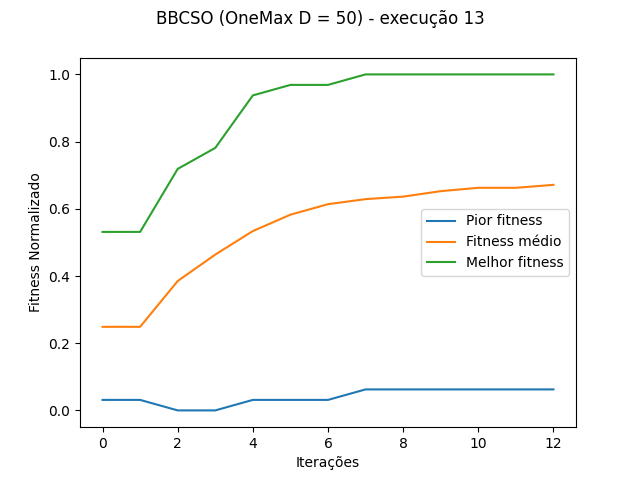 BBCSO (OneMax D = 50) - execução 13
Fitness Normalizado
1.0
0.8
0.6
0.4
0.2
0.0
Pior fitness
Fitness médio
Melhor fitness
0 2 4 6 8 10 12
Iterações